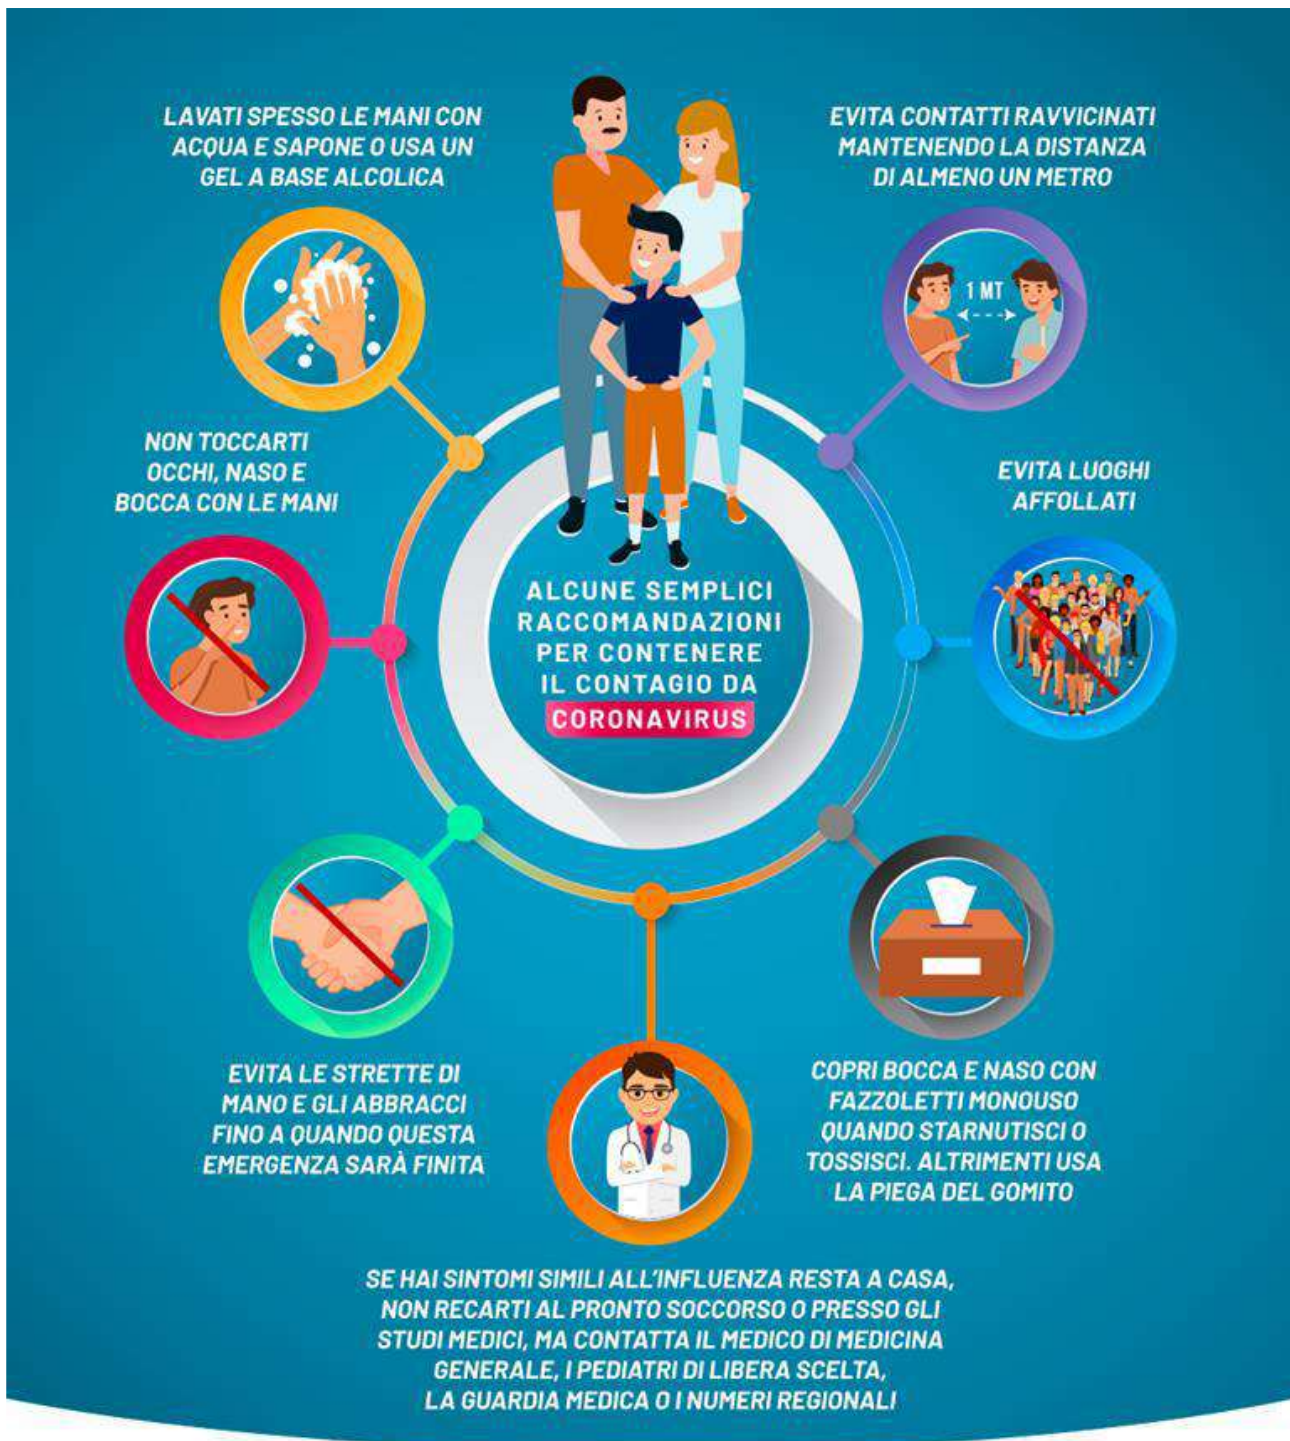 LAVATI SPESSO LE MANI CON
ACQUA E SAPONE O USA UN
GEL A BASE ALCOLICA
EVITA CONTATTI RAVVICINATI
MANTENENDO LA DISTANZA
DI ALMENO UN METRO
1 MT
NON TOCCARTI
OCCHI, NASO E
BOCCA CON LE MANI
EVITA LUOGHI
AFFOLLATI
ALCUNE SEMPLICI
RACCOMANDAZIONI
PER CONTENERE
IL CONTAGIO DA
CORONAVIRUS
EVITA LE STRETTE DI
MANO E GLI ABBRACCI
FINO A QUANDO QUESTA
EMERGENZA SARÀ FINITA
COPRI BOCCA E NASO CON
FAZZOLETTI MONOUSO
QUANDO STARNUTISCI O
TOSSISCI. ALTRIMENTI USA
LA PIEGA DEL GOMITO
SE HAI SINTOMI SIMILI ALL'INFLUENZA RESTA A CASA,
NON RECARTI AL PRONTO SOCCORSO O PRESSO GLI
STUDI MEDICI, MA CONTATTA IL MEDICO DI MEDICINA
GENERALE, I PEDIATRI DI LIBERA SCELTA,
LA GUARDIA MEDICA O I NUMERI REGIONALI